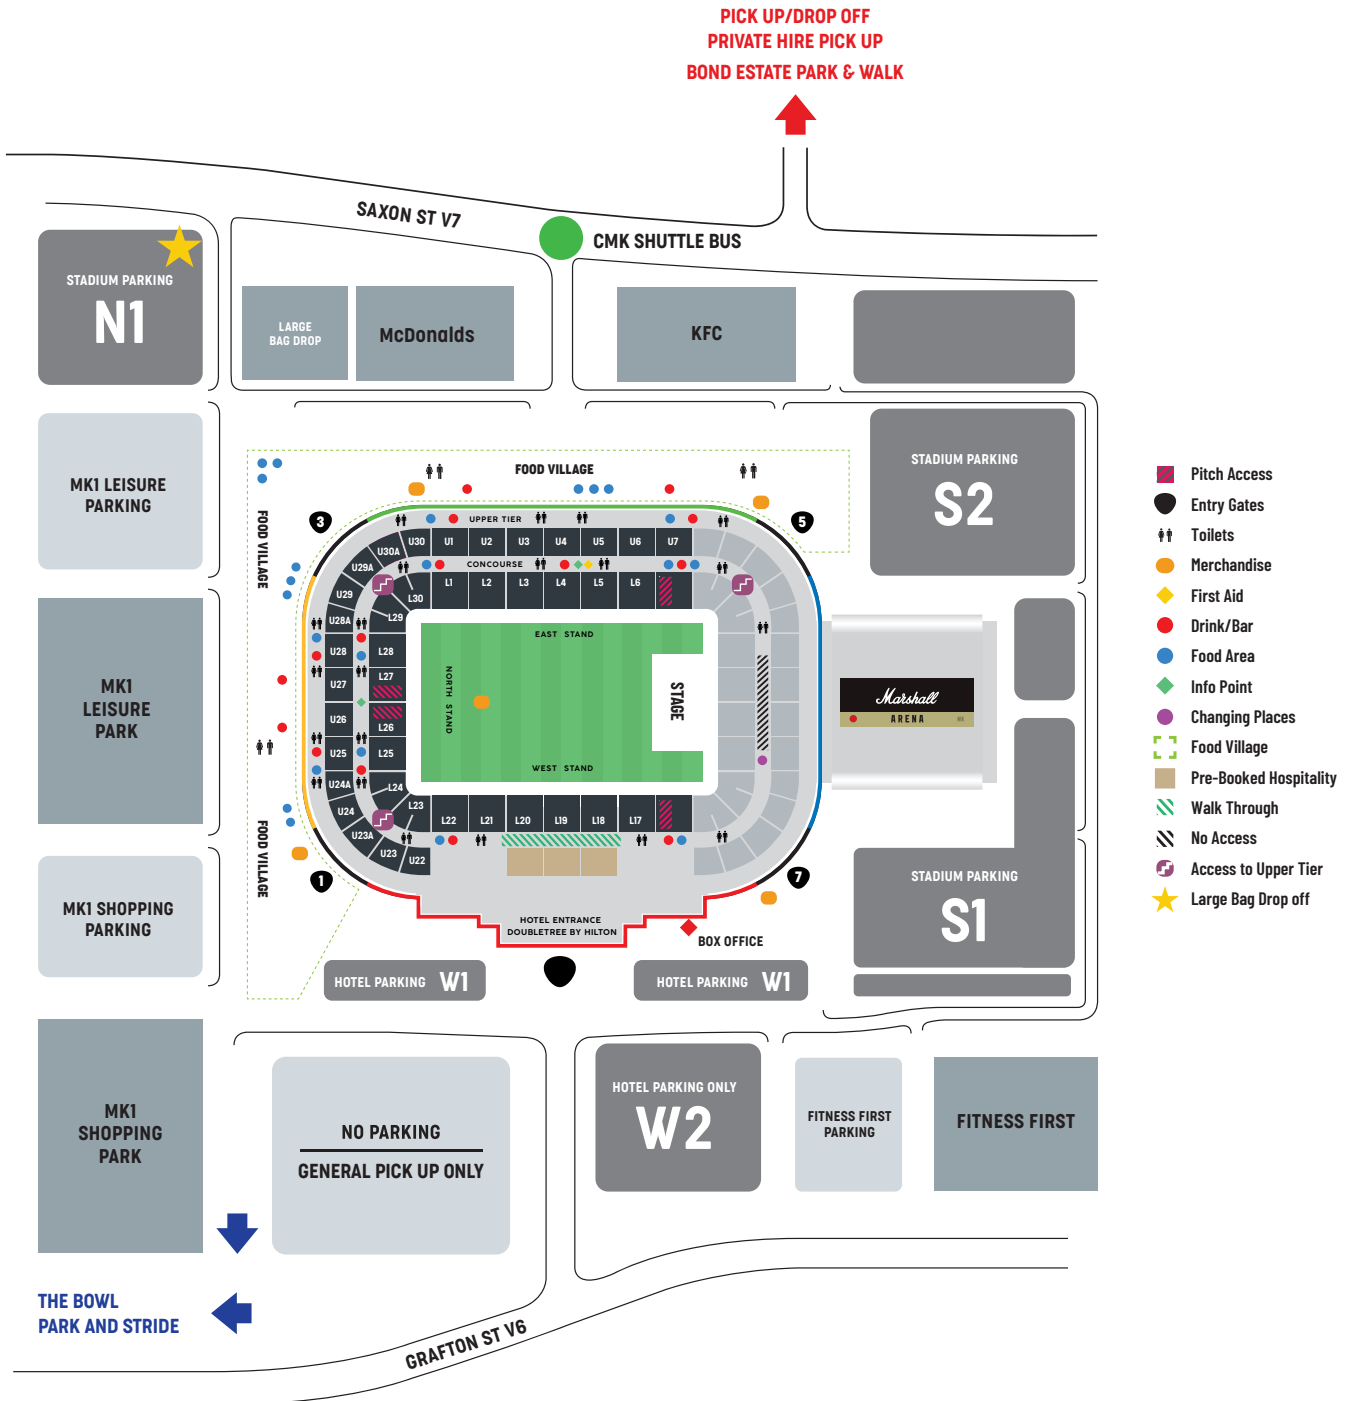 PICK UP/DROP OFF
PRIVATE HIRE PICK UP
BOND ESTATE PARK & WALK
SAXON ST V7
CMK SHUTTLE BUS
STADIUM PARKING
N1
LARGE
BAG DROP
McDonalds
KFC
MK1 LEISURE
PARKING
STADIUM PARKING
S2
FOOD VILLAGE
FOOD VILLAGE
FOOD VILLAGE
3
5
1
7
UPPER TIER
U30A
U30
U1
U2
U3
U4
U5
U6
U7
CONCOURSE
U29A
U29
U28A
U28
U27
U26
U25
U24A
U24
U23A
U23
U22
L30
L1
L2
L3
L4
L5
L6
L29
L28
L27
L26
L25
L24
L23
L22
L21
L20
L19
L18
L17
EAST STAND
NORTH STAND
WEST STAND
STAGE
Marshall
ARENA
MK
MK1
LEISURE
PARK
MK1 SHOPPING
PARKING
STADIUM PARKING
S1
HOTEL ENTRANCE
DOUBLETREE BY HILTON
BOX OFFICE
HOTEL PARKING W1
HOTEL PARKING W1
MK1
SHOPPING
PARK
NO PARKING
GENERAL PICK UP ONLY
HOTEL PARKING ONLY
W2
FITNESS FIRST
PARKING
FITNESS FIRST
THE BOWL
PARK AND STRIDE
GRAFTON ST V6
Pitch Access
Entry Gates
Toilets
Merchandise
First Aid
Drink/Bar
Food Area
Info Point
Changing Places
Food Village
Pre-Booked Hospitality
Walk Through
No Access
Access to Upper Tier
Large Bag Drop off